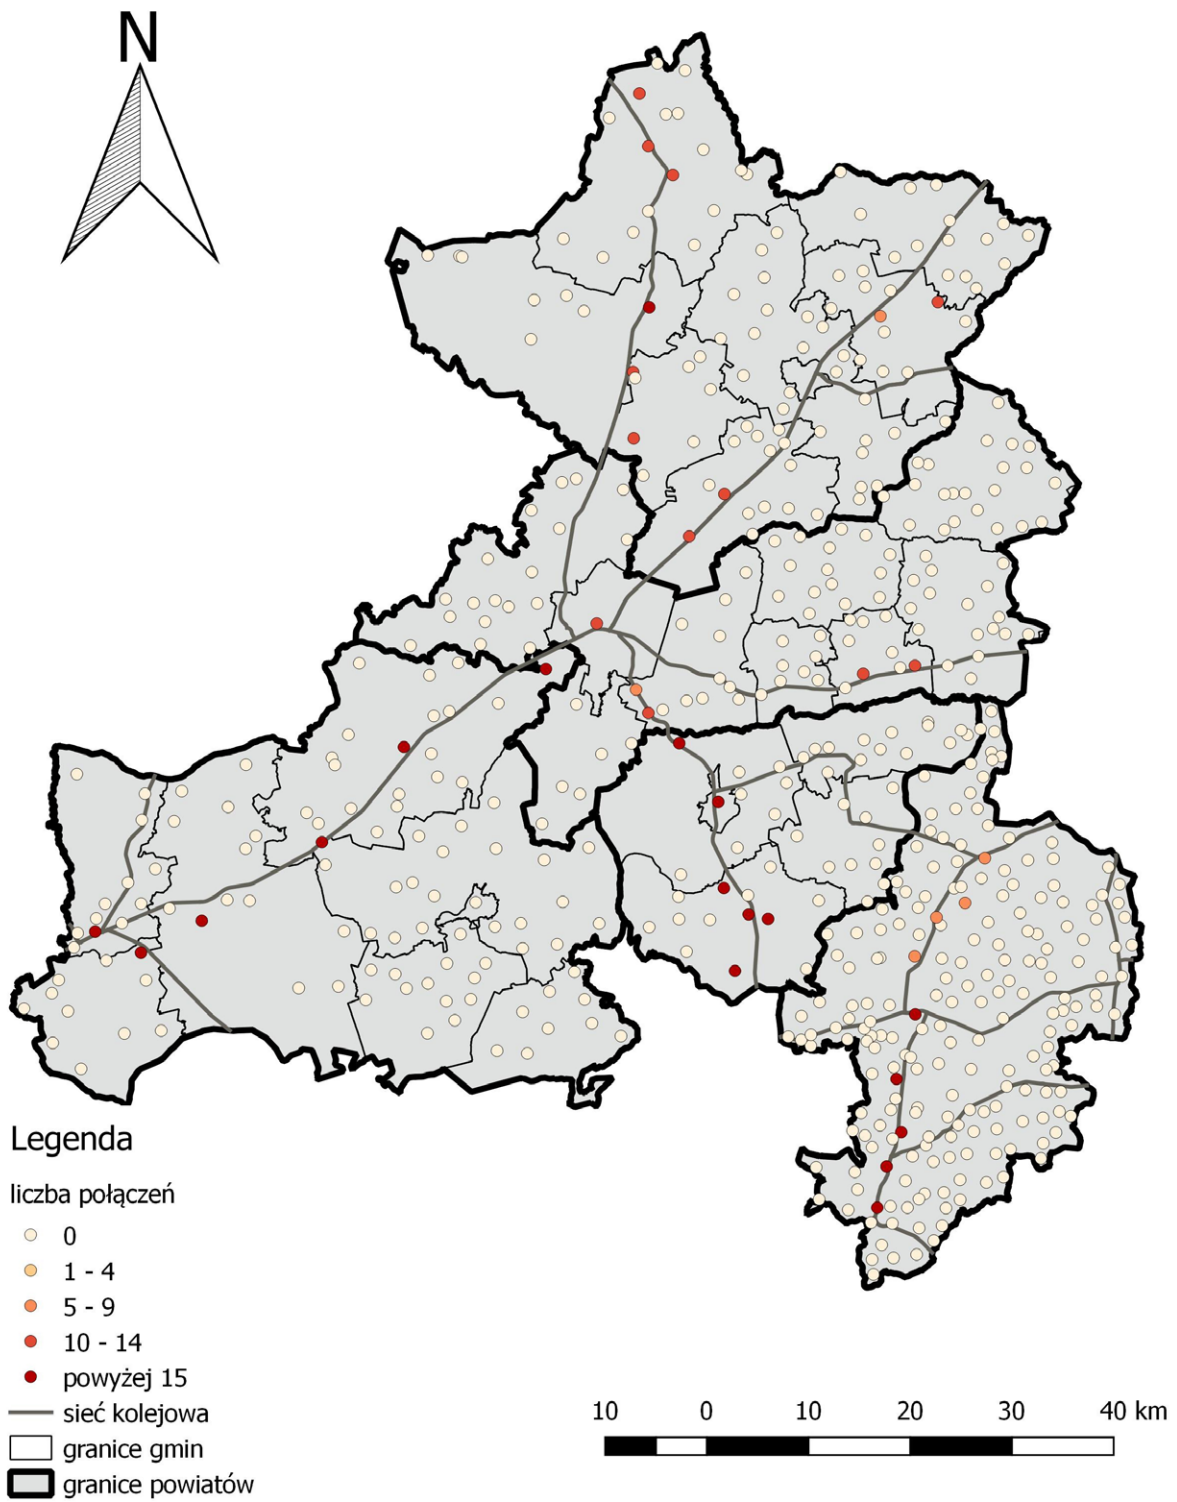 N
Legenda
liczba połączeń
0
1 - 4
5 - 9
10 - 14
powyżej 15
sieć kolejowa
granice gmin
granice powiatów
10 0 10 20 30 40 km